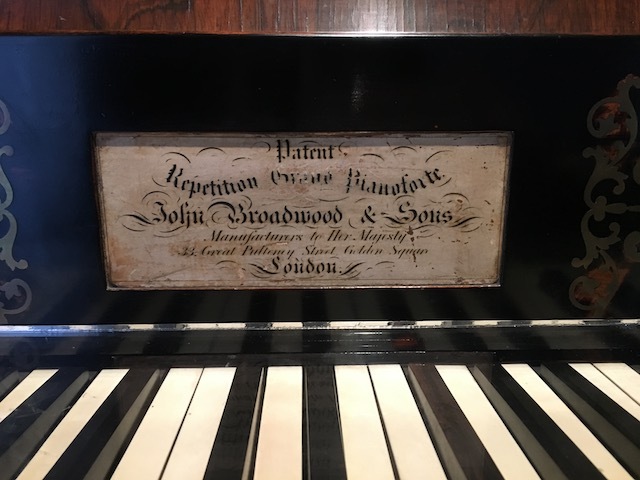 Patent
Repetition Grand Pianoforte,
John Broadwood & Sons
Manufacturers to Her Majesty
33, Great Pulteney Street, Golden Square
London.